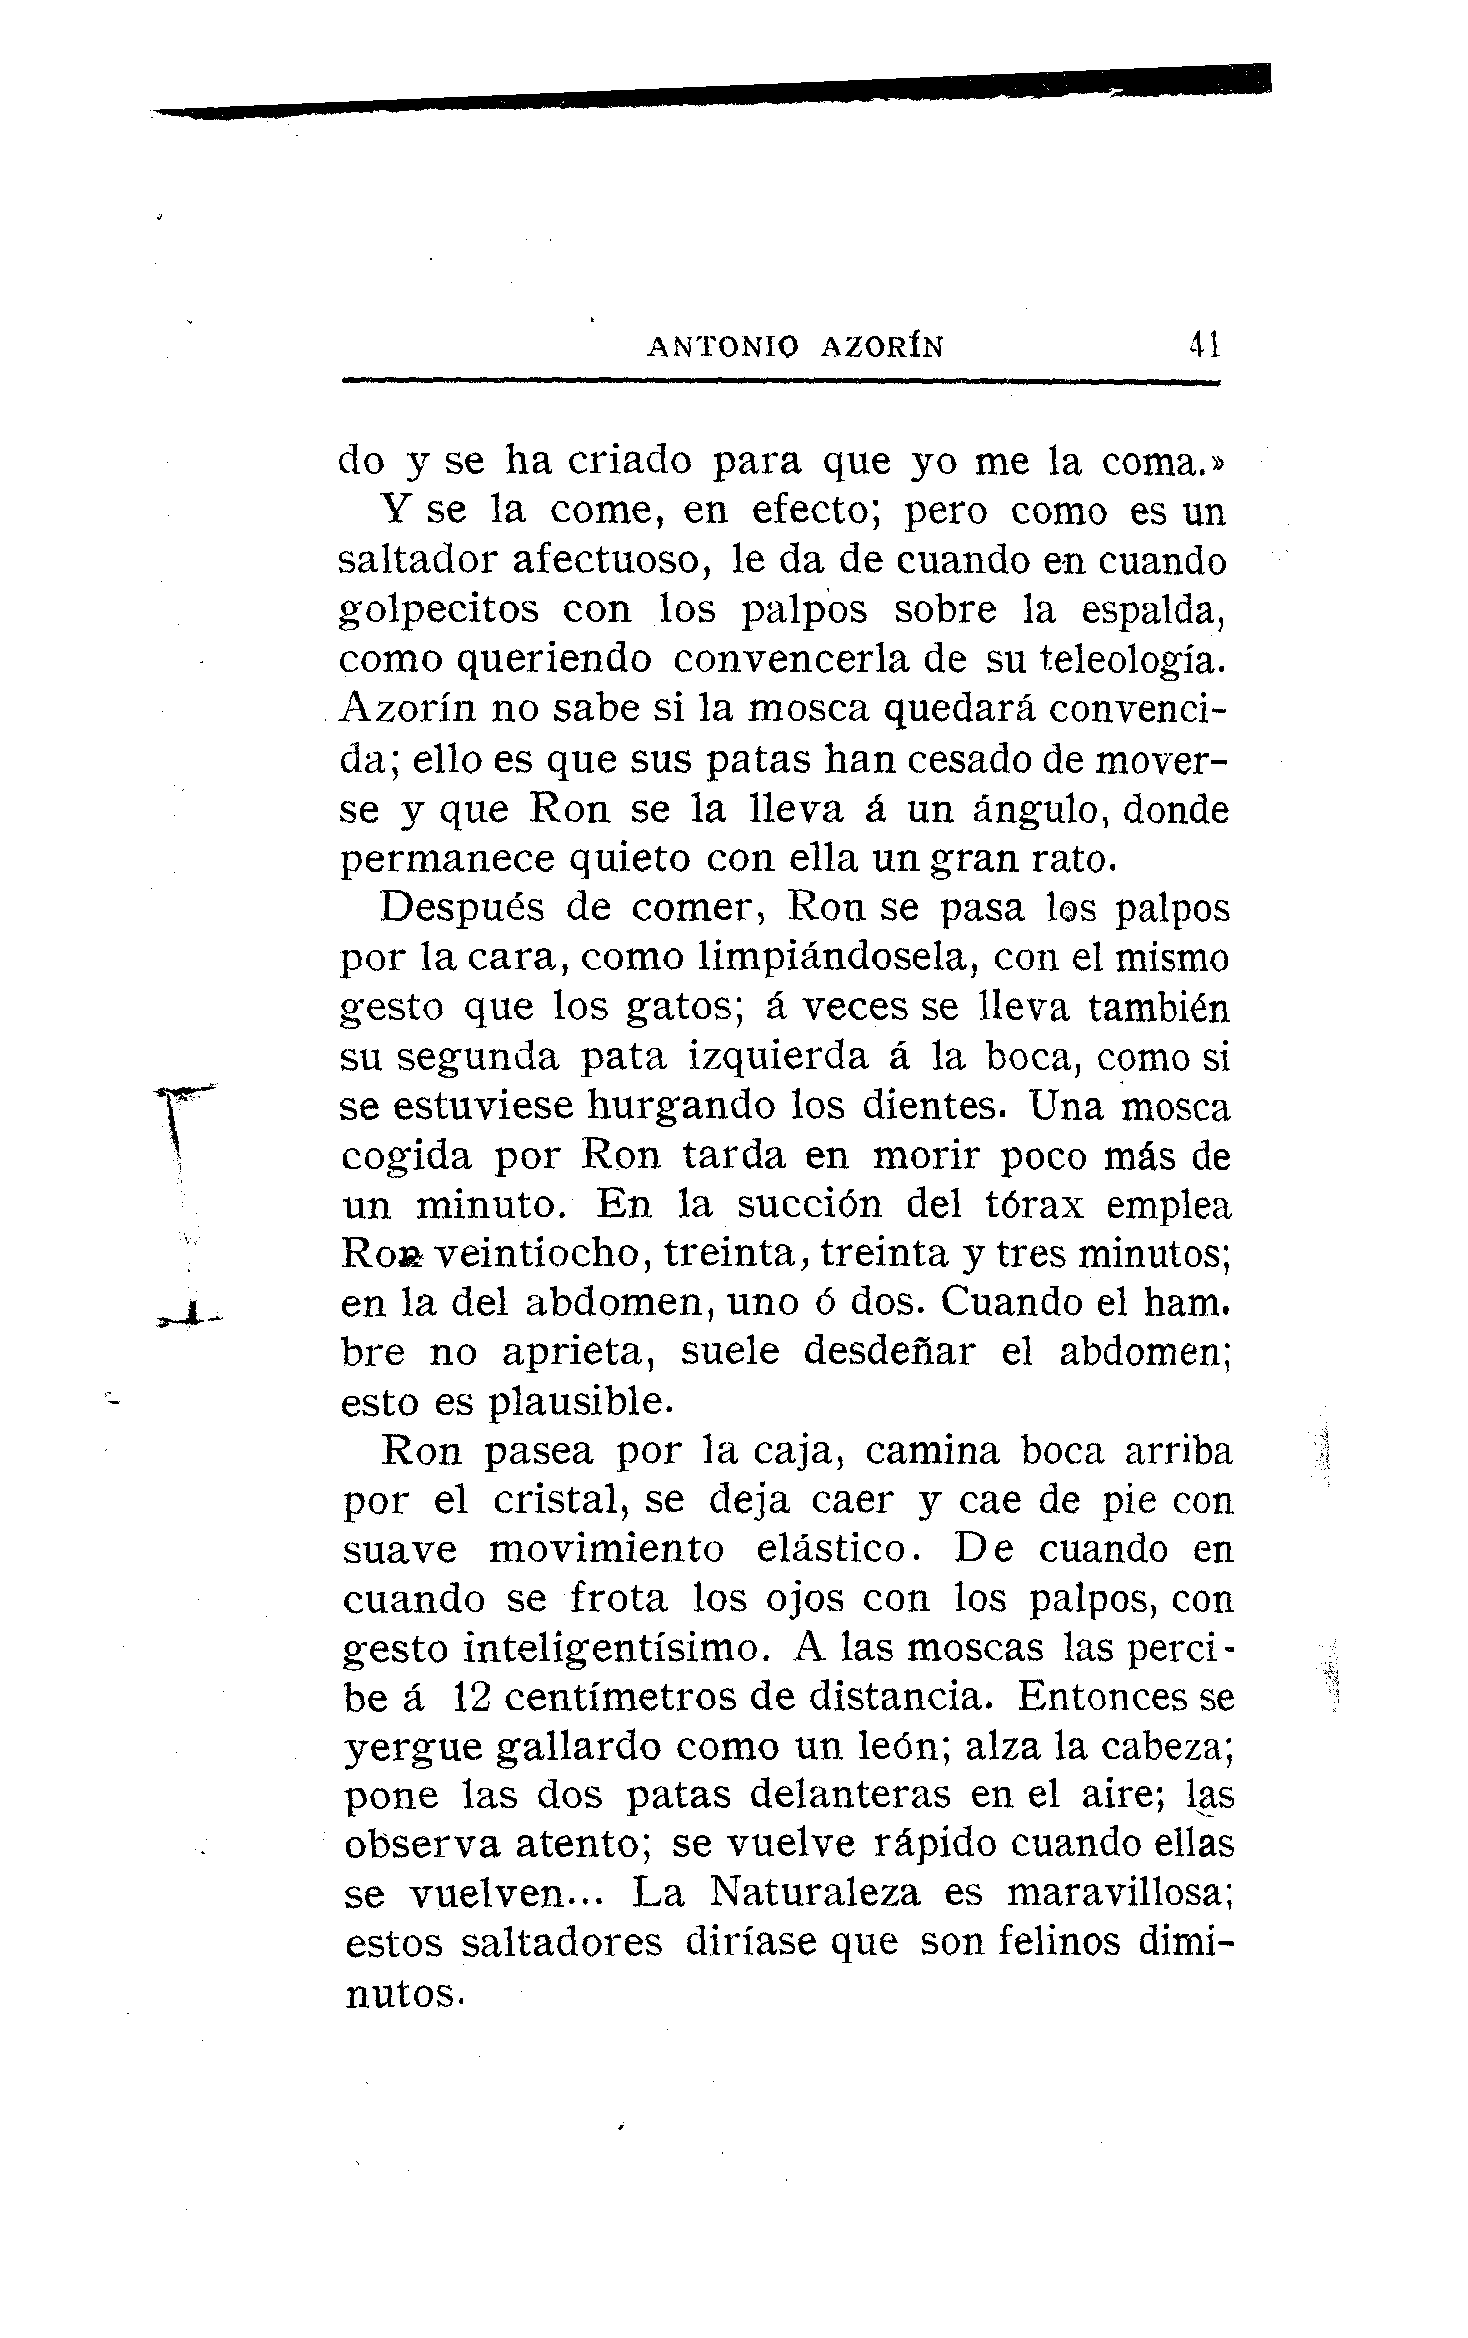 ANTONIO AZORÍN 41
do y se ha criado para que yo me la coma.»
Y se la come, en efecto; pero como es un
saltador afectuoso, le da de cuando en cuando
golpecitos con los palpos sobre la espalda,
como queriendo convencerla de su teleología.
Azorín no sabe si la mosca quedará convenci-
da; ello es que sus patas han cesado de mover-
se y que Ron se la lleva á un ángulo, donde
permanece quieto con ella un gran rato.
Después de comer, Ron se pasa los palpos
por la cara, como limpiándosela, con el mismo
gesto que los gatos; á veces se lleva también
su segunda pata izquierda á la boca, como si
se estuviese hurgando los dientes. Una mosca
cogida por Ron tarda en morir poco más de
un minuto. En la succión del tórax emplea
Ron veintiocho, treinta, treinta y tres minutos;
en la del abdomen, uno ó dos. Cuando el ham.
bre no aprieta, suele desdeñar el abdomen;
esto es plausible.
Ron pasea por la caja, camina boca arriba
por el cristal, se deja caer y cae de pie con
suave movimiento elástico. De cuando en
cuando se frota los ojos con los palpos, con
gesto inteligentísimo. A las moscas las perci-
be á 12 centímetros de distancia. Entonces se
yergue gallardo como un león; alza la cabeza;
pone las dos patas delanteras en el aire; las
observa atento; se vuelve rápido cuando ellas
se vuelven... La Naturaleza es maravillosa;
estos saltadores diríase que son felinos dimi-
nutos.